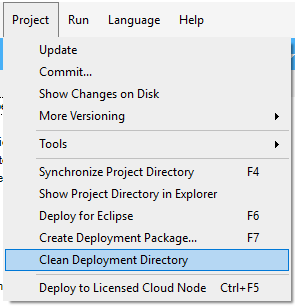 Project Run Language Help
Update
Commit...
Show Changes on Disk
More Versioning
Tools
Synchronize Project Directory F4
Show Project Directory in Explorer
Deploy for Eclipse F6
Create Deployment Package... F7
Clean Deployment Directory
Deploy to Licensed Cloud Node Ctrl+F5